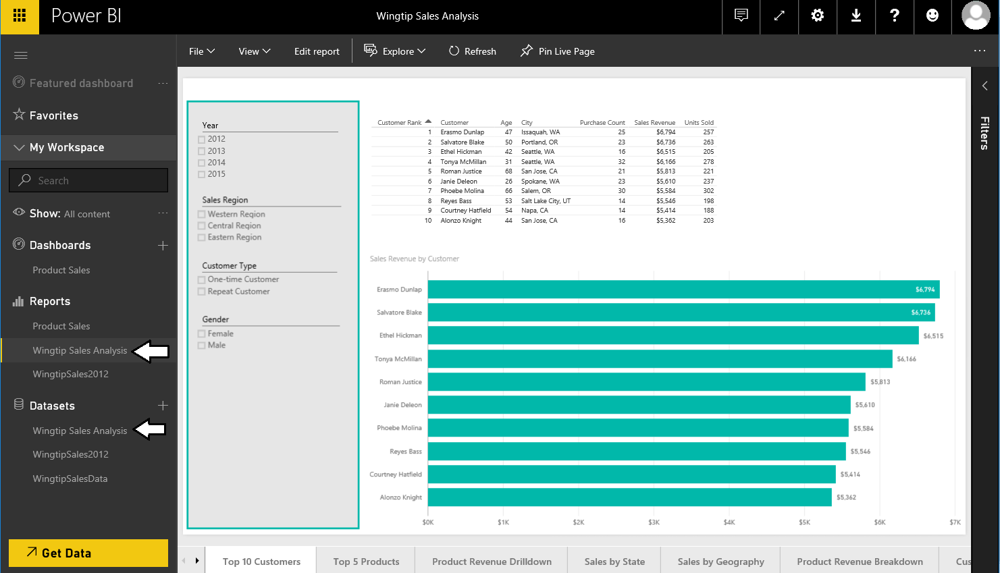 Power BI
Wingtip Sales Analysis
?
File View Edit report Explore Refresh Pin Live Page ...
Featured dashboard ...
Favorites
My Workspace
Search
Show: All content ...
Dashboards +
Product Sales
Reports
Product Sales
Wingtip Sales Analysis
WingtipSales2012
Datasets +
Wingtip Sales Analysis
WingtipSales2012
WingtipSalesData
Get Data
Year
2012
2013
2014
2015
Sales Region
Western Region
Central Region
Eastern Region
Customer Type
One-time Customer
Repeat Customer
Gender
Female
Male
Customer Rank Customer Age City Purchase Count Sales Revenue Units Sold
1 Erasmo Dunlap 47 Issaquah, WA 25 $6,794 257
2 Salvatore Blake 50 Portland, OR 23 $6,736 263
3 Ethel Hickman 42 Seattle, WA 16 $6,515 205
4 Tonya McMillan 31 Seattle, WA 32 $6,166 278
5 Roman Justice 68 San Jose, CA 21 $5,813 221
6 Janie Deleon 26 Spokane, WA 23 $5,610 237
7 Phoebe Molina 66 Salem, OR 30 $5,584 302
8 Reyes Bass 53 Salt Lake City, UT 14 $5,546 198
9 Courtney Hatfield 54 Napa, CA 14 $5,414 188
10 Alonzo Knight 44 San Jose, CA 16 $5,362 203
Sales Revenue by Customer
Erasmo Dunlap $6,794
Salvatore Blake $6,736
Ethel Hickman $6,515
Tonya McMillan $6,166
Roman Justice $5,813
Janie Deleon $5,610
Phoebe Molina $5,584
Reyes Bass $5,546
Courtney Hatfield $5,414
Alonzo Knight $5,362
$0K $1K $2K $3K $4K $5K $6K $7K
Filters
Top 10 Customers Top 5 Products Product Revenue Drilldown Sales by State Sales by Geography Product Revenue Breakdown Cus